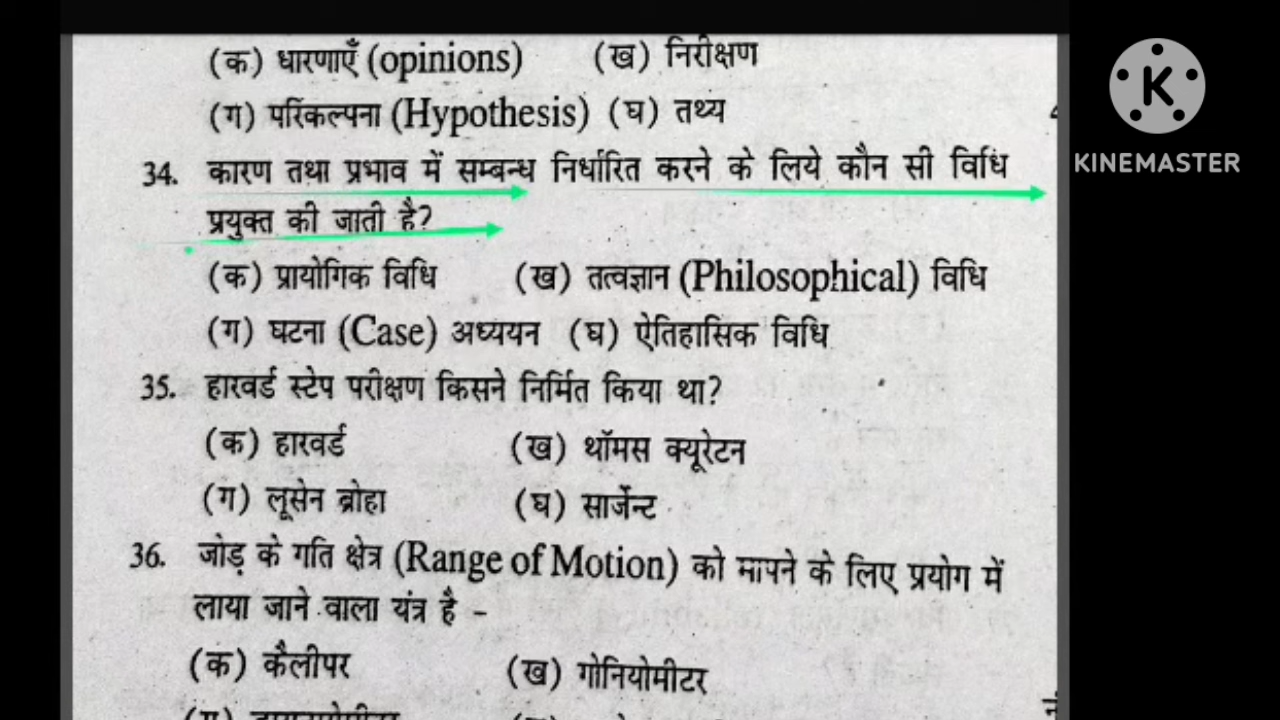 (क) धारणाएँ (opinions) (ख) निरीक्षण
(ग) परिकल्पना (Hypothesis) (घ) तथ्य
34. कारण तथा प्रभाव में सम्बन्ध निर्धारित करने के लिये कौन सी विधि
प्रयुक्त की जाती है?
(क) प्रायोगिक विधि (ख) तत्वज्ञान (Philosophical) विधि
(ग) घटना (Case) अध्ययन (घ) ऐतिहासिक विधि
35. हारवर्ड स्टेप परीक्षण किसने निर्मित किया था?
(क) हारवर्ड (ख) थॉमस क्यूरेटन
(ग) लूसेन ब्रोहा (घ) सार्जेन्ट
36. जोड़ के गति क्षेत्र (Range of Motion) को मापने के लिए प्रयोग में
लाया जाने वाला यंत्र है -
(क) कैलीपर (ख) गोनियोमीटर
K
KINEMASTER